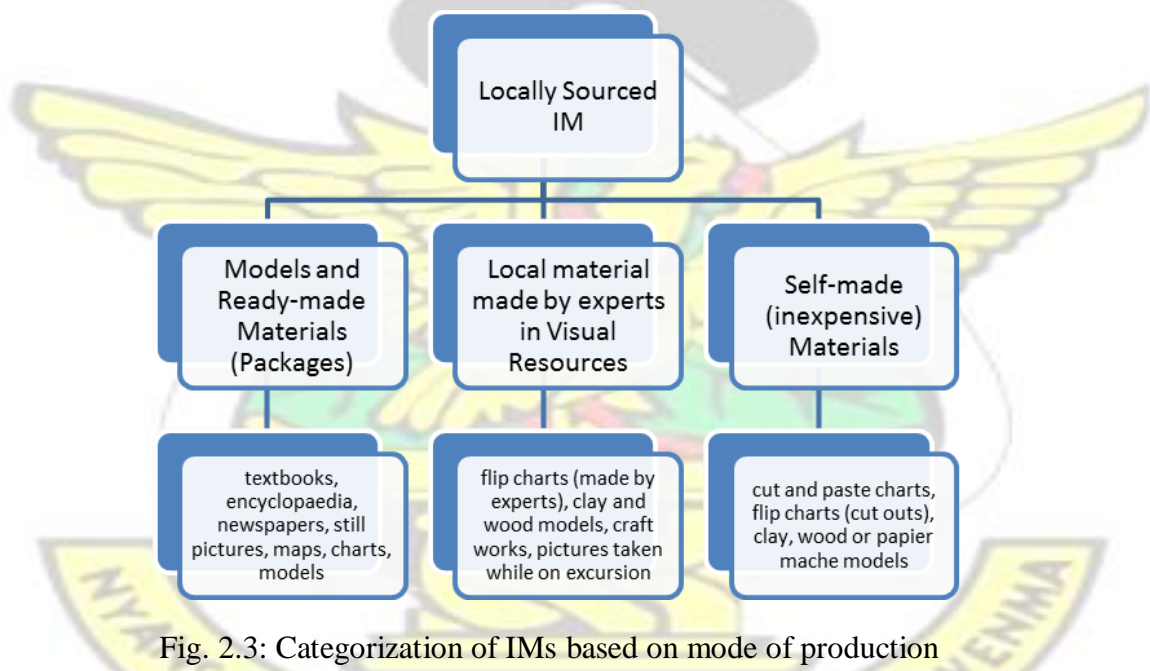 Locally Sourced
IM
Models and
Ready-made
Materials
(Packages)
Local material
made by experts
in Visual
Resources
Self-made
(inexpensive)
Materials
textbooks,
encyclopaedia,
newspapers, still
pictures, maps, charts,
models
flip charts (made by
experts), clay and
wood models, craft
works, pictures taken
while on excursion
cut and paste charts,
flip charts (cut outs),
clay, wood or papier
mache models
Fig. 2.3: Categorization of IMs based on mode of production